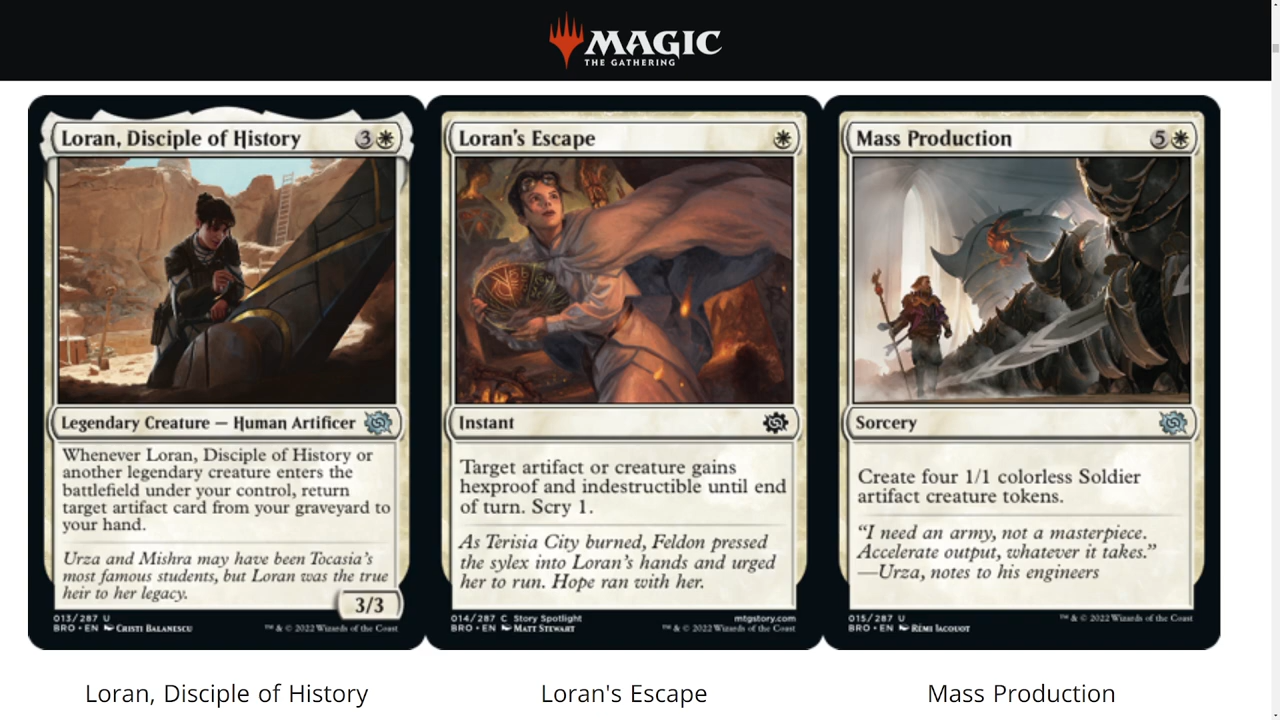 MAGIC
THE GATHERING
Loran, Disciple of History
3
Whenever Loran, Disciple of History or
another legendary creature enters the
battlefield under your control, return
target artifact card from your graveyard to
your hand.
Legendary Creature — Human Artificer
Urza and Mishra may have been Tocasia's
most famous students, but Loran was the true
heir to her legacy.
3/3
013/287 U
BRO • EN CRISTI BALANESCU
™ & © 2022 Wizards of the Coast
Loran's Escape
Instant
Target artifact or creature gains
hexproof and indestructible until end
of turn. Scry 1.
As Terisia City burned, Feldon pressed
the sylex into Loran's hands and urged
her to run. Hope ran with her.
014/287 C Story Spotlight
mtgstory.com
BRO • EN MATT STEWART
™ & © 2022 Wizards of the Coast
Mass Production
5
Sorcery
Create four 1/1 colorless Soldier
artifact creature tokens.
"I need an army, not a masterpiece.
Accelerate output, whatever it takes."
—Urza, notes to his engineers
015/287 U
™ & © 2022 Wizards of the Coast
BRO • EN RÉMI JACQUOT
Loran, Disciple of History
Loran's Escape
Mass Production